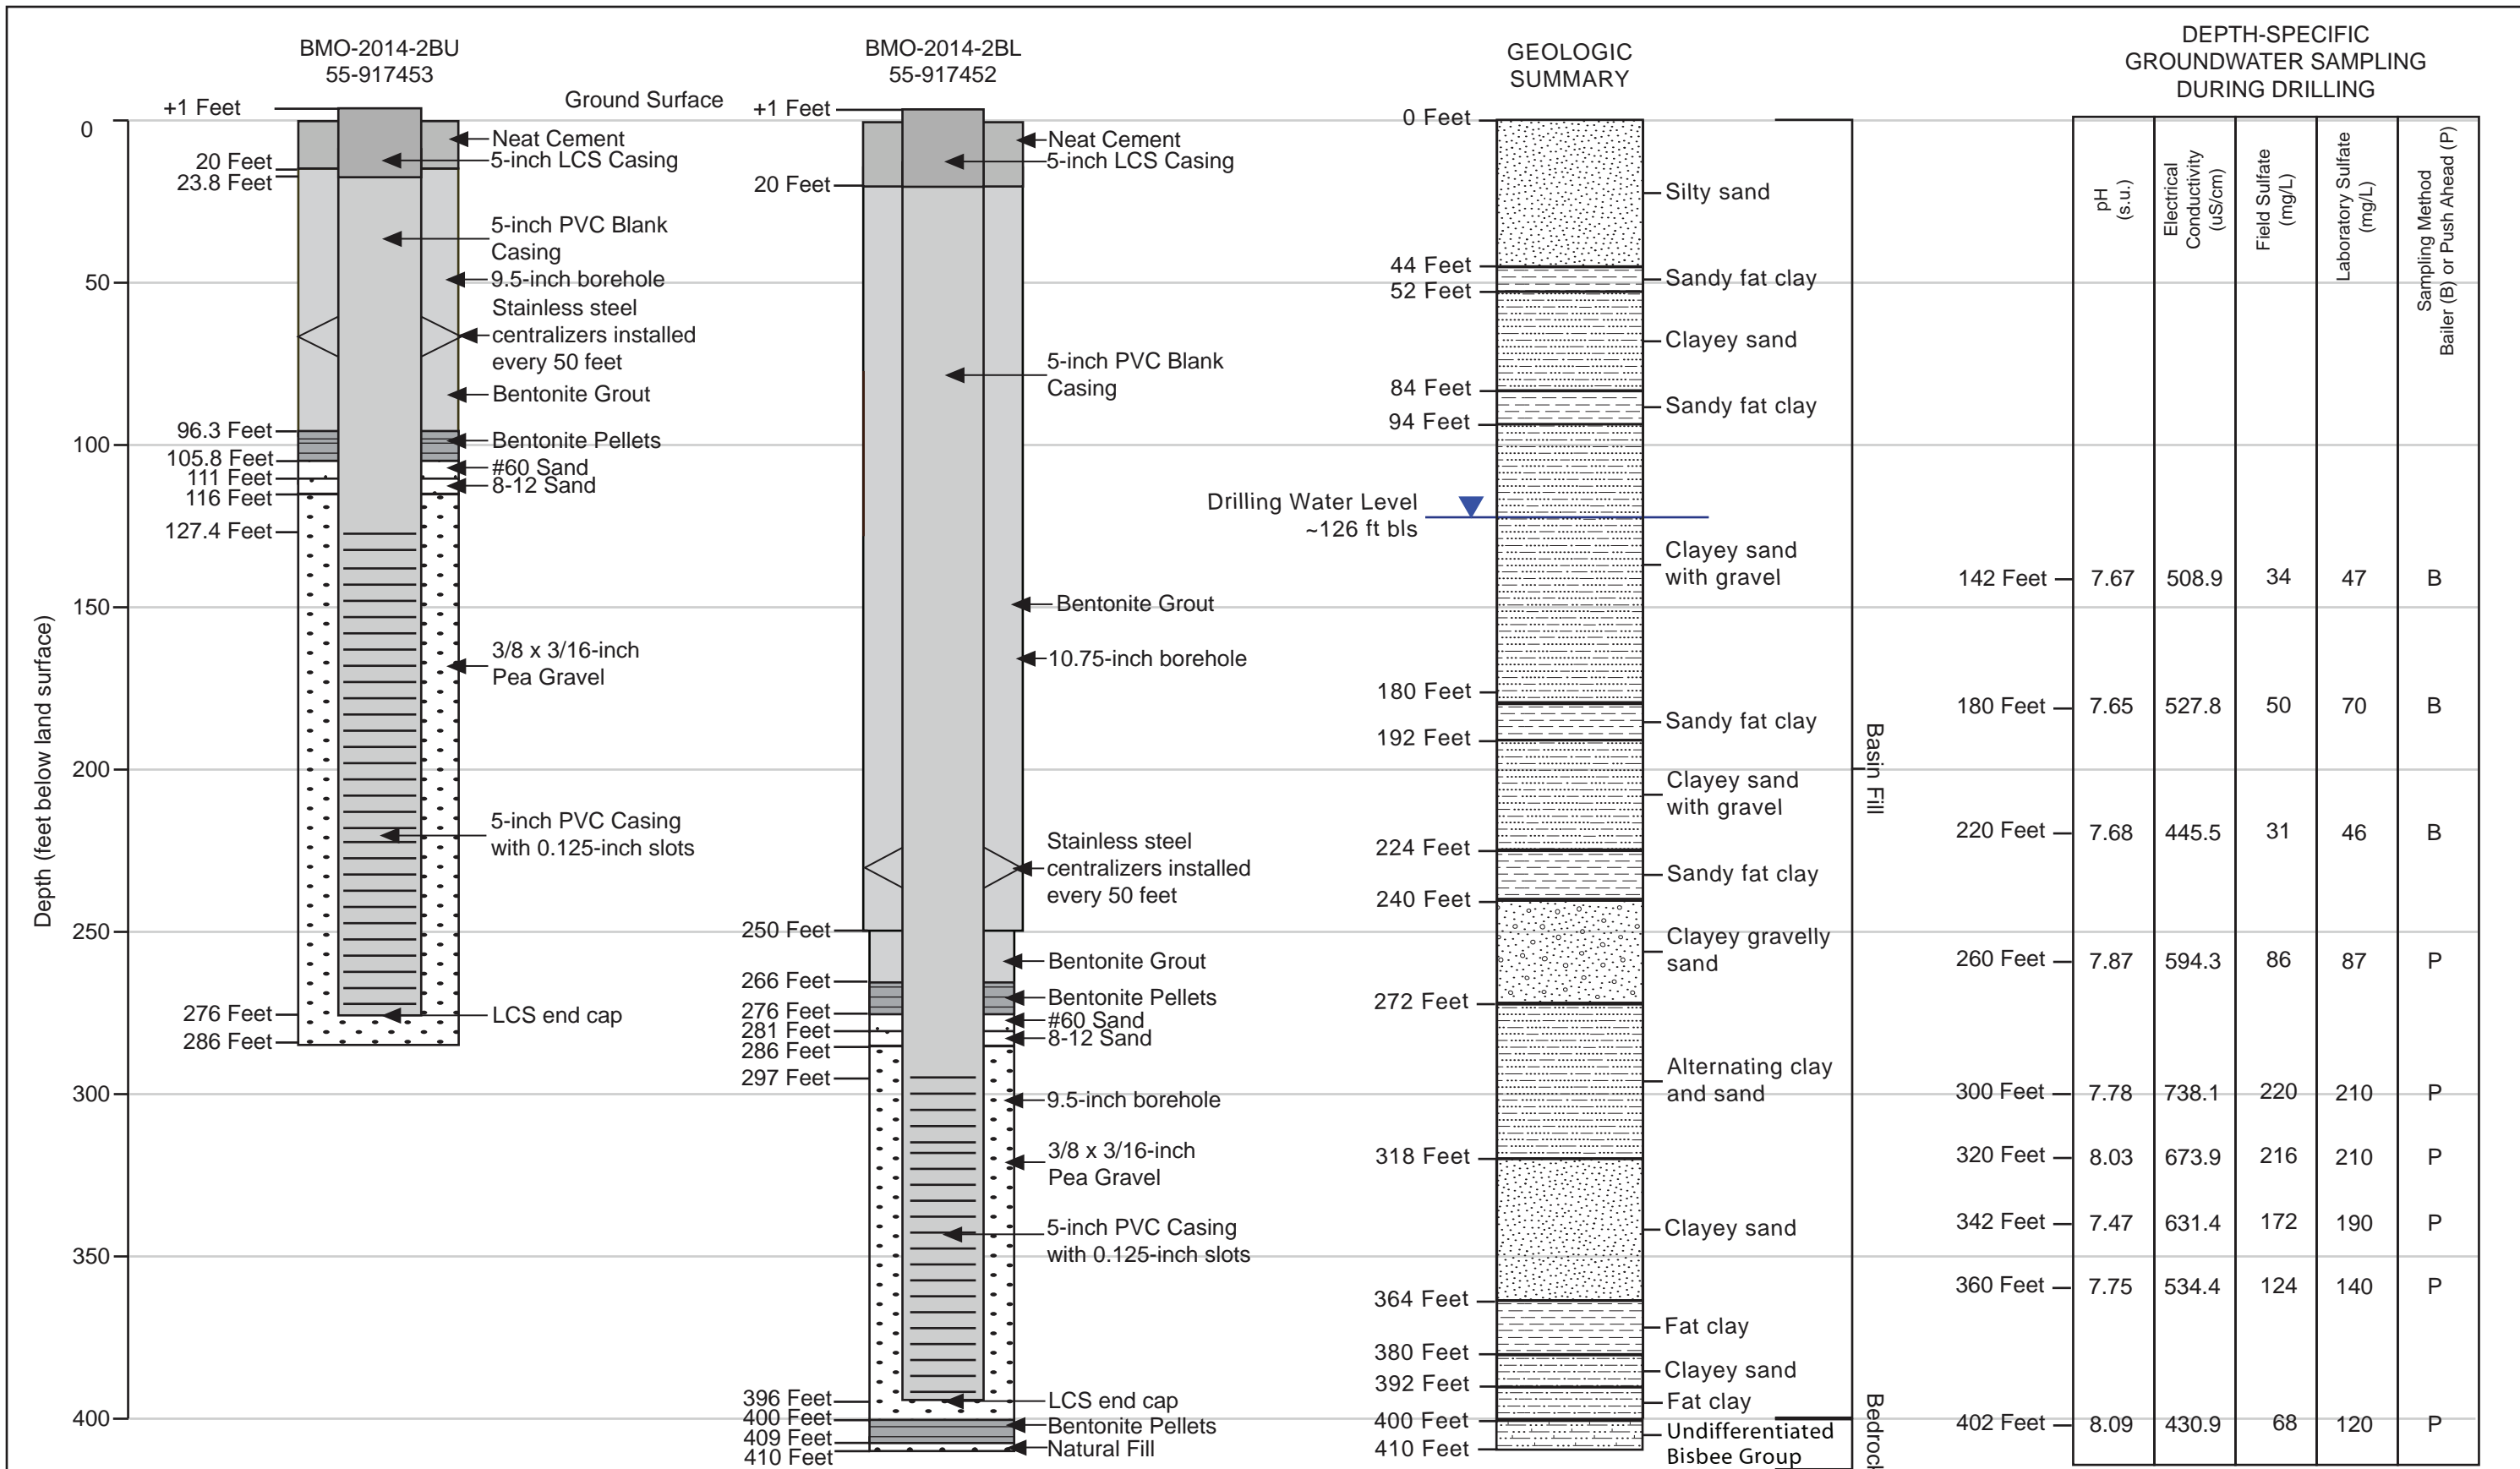 BMO-2014-2BU
55-917453
+1 Feet
Ground Surface
0
20 Feet
23.8 Feet
Neat Cement
5-inch LCS Casing
5-inch PVC Blank
Casing
9.5-inch borehole
Stainless steel
centralizers installed
every 50 feet
Bentonite Grout
96.3 Feet
105.8 Feet
111 Feet
116 Feet
127.4 Feet
Bentonite Pellets
#60 Sand
8-12 Sand
3/8 x 3/16-inch
Pea Gravel
5-inch PVC Casing
with 0.125-inch slots
276 Feet
286 Feet
LCS end cap
50
100
150
200
250
300
350
400
Depth (feet below land surface)
BMO-2014-2BL
55-917452
+1 Feet
20 Feet
Neat Cement
5-inch LCS Casing
5-inch PVC Blank
Casing
Bentonite Grout
10.75-inch borehole
Stainless steel
centralizers installed
every 50 feet
250 Feet
266 Feet
276 Feet
281 Feet
286 Feet
297 Feet
Bentonite Grout
Bentonite Pellets
#60 Sand
8-12 Sand
9.5-inch borehole
3/8 x 3/16-inch
Pea Gravel
5-inch PVC Casing
with 0.125-inch slots
396 Feet
400 Feet
409 Feet
410 Feet
LCS end cap
Bentonite Pellets
Natural Fill
GEOLOGIC
SUMMARY
0 Feet
Silty sand
44 Feet
Sandy fat clay
52 Feet
Clayey sand
84 Feet
Sandy fat clay
94 Feet
Drilling Water Level
~126 ft bls
Clayey sand
with gravel
180 Feet
Sandy fat clay
192 Feet
Clayey sand
with gravel
224 Feet
Sandy fat clay
240 Feet
Clayey gravelly
sand
272 Feet
Alternating clay
and sand
318 Feet
Clayey sand
364 Feet
Fat clay
380 Feet
Clayey sand
392 Feet
Fat clay
400 Feet
Undifferentiated
Bisbee Group
410 Feet
Basin Fill
DEPTH-SPECIFIC
GROUNDWATER SAMPLING
DURING DRILLING
pH
(s.u.)
Electrical
Conductivity
(uS/cm)
Field Sulfate
(mg/L)
Laboratory Sulfate
(mg/L)
Sampling Method
Bailer (B) or Push Ahead (P)
142 Feet 7.67 508.9 34 47 B
180 Feet 7.65 527.8 50 70 B
220 Feet 7.68 445.5 31 46 B
260 Feet 7.87 594.3 86 87 P
300 Feet 7.78 738.1 220 210 P
320 Feet 8.03 673.9 216 210 P
342 Feet 7.47 631.4 172 190 P
360 Feet 7.75 534.4 124 140 P
402 Feet 8.09 430.9 68 120 P